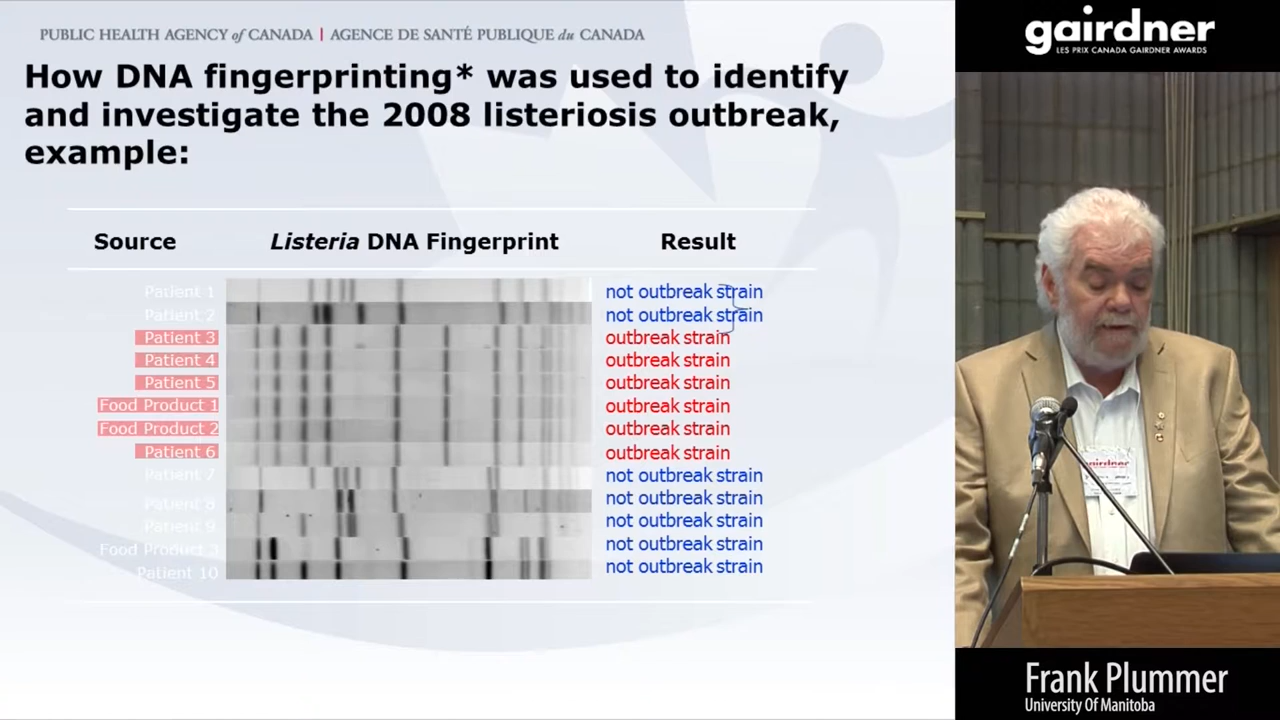 PUBLIC HEALTH AGENCY of CANADA | AGENCE DE SANTÉ PUBLIQUE du CANADA
How DNA fingerprinting* was used to identify
and investigate the 2008 listeriosis outbreak,
example:
Source Listeria DNA Fingerprint Result
Patient 1 not outbreak strain
Patient 2 not outbreak strain
Patient 3 outbreak strain
Patient 4 outbreak strain
Patient 5 outbreak strain
Food Product 1 outbreak strain
Food Product 2 outbreak strain
Patient 6 outbreak strain
Patient 7 not outbreak strain
Patient 8 not outbreak strain
Patient 9 not outbreak strain
Food Product 3 not outbreak strain
Patient 10 not outbreak strain
gairdner
LES PRIX CANADA GAIRDNER AWARDS
gairdner
Frank Plummer
University Of Manitoba